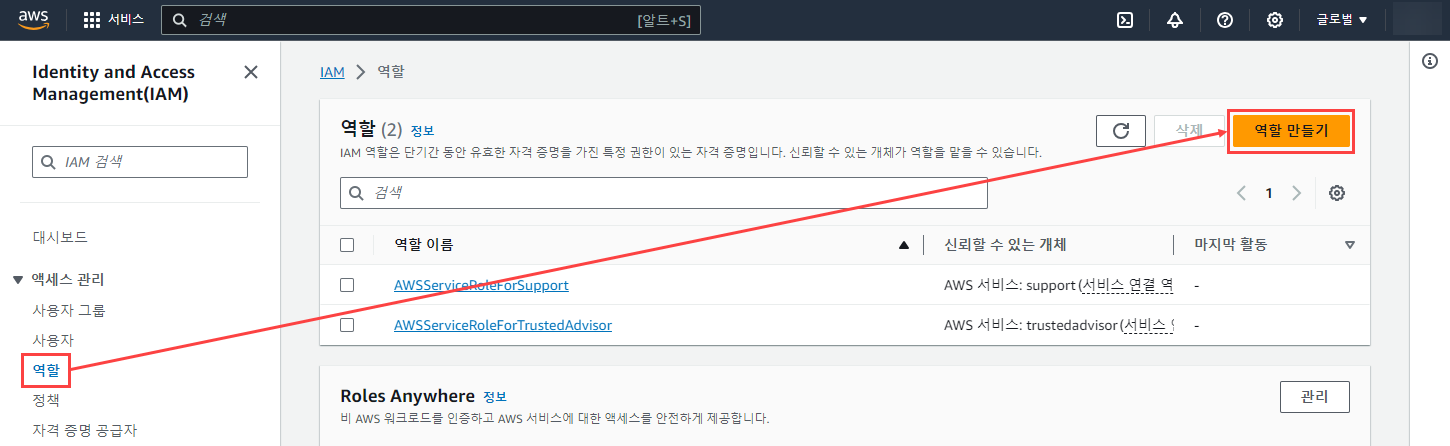 aws 서비스 검색 [알트+S] 글로벌 ▼
Identity and Access
Management(IAM)
IAM 검색
대시보드
▼ 액세스 관리
사용자 그룹
사용자
역할
정책
자격 증명 공급자
IAM > 역할
역할 (2) 정보
삭제
역할 만들기
IAM 역할은 단기간 동안 유효한 자격 증명을 가진 특정 권한이 있는 자격 증명입니다. 신뢰할 수 있는 개체가 역할을 맡을 수 있습니다.
검색
1
역할 이름 신뢰할 수 있는 개체 마지막 활동
AWSServiceRoleForSupport AWS 서비스: support (서비스 연결 역 -
AWSServiceRoleForTrustedAdvisor AWS 서비스: trustedadvisor (서비스 -
Roles Anywhere 정보
관리
비 AWS 워크로드를 인증하고 AWS 서비스에 대한 액세스를 안전하게 제공합니다.